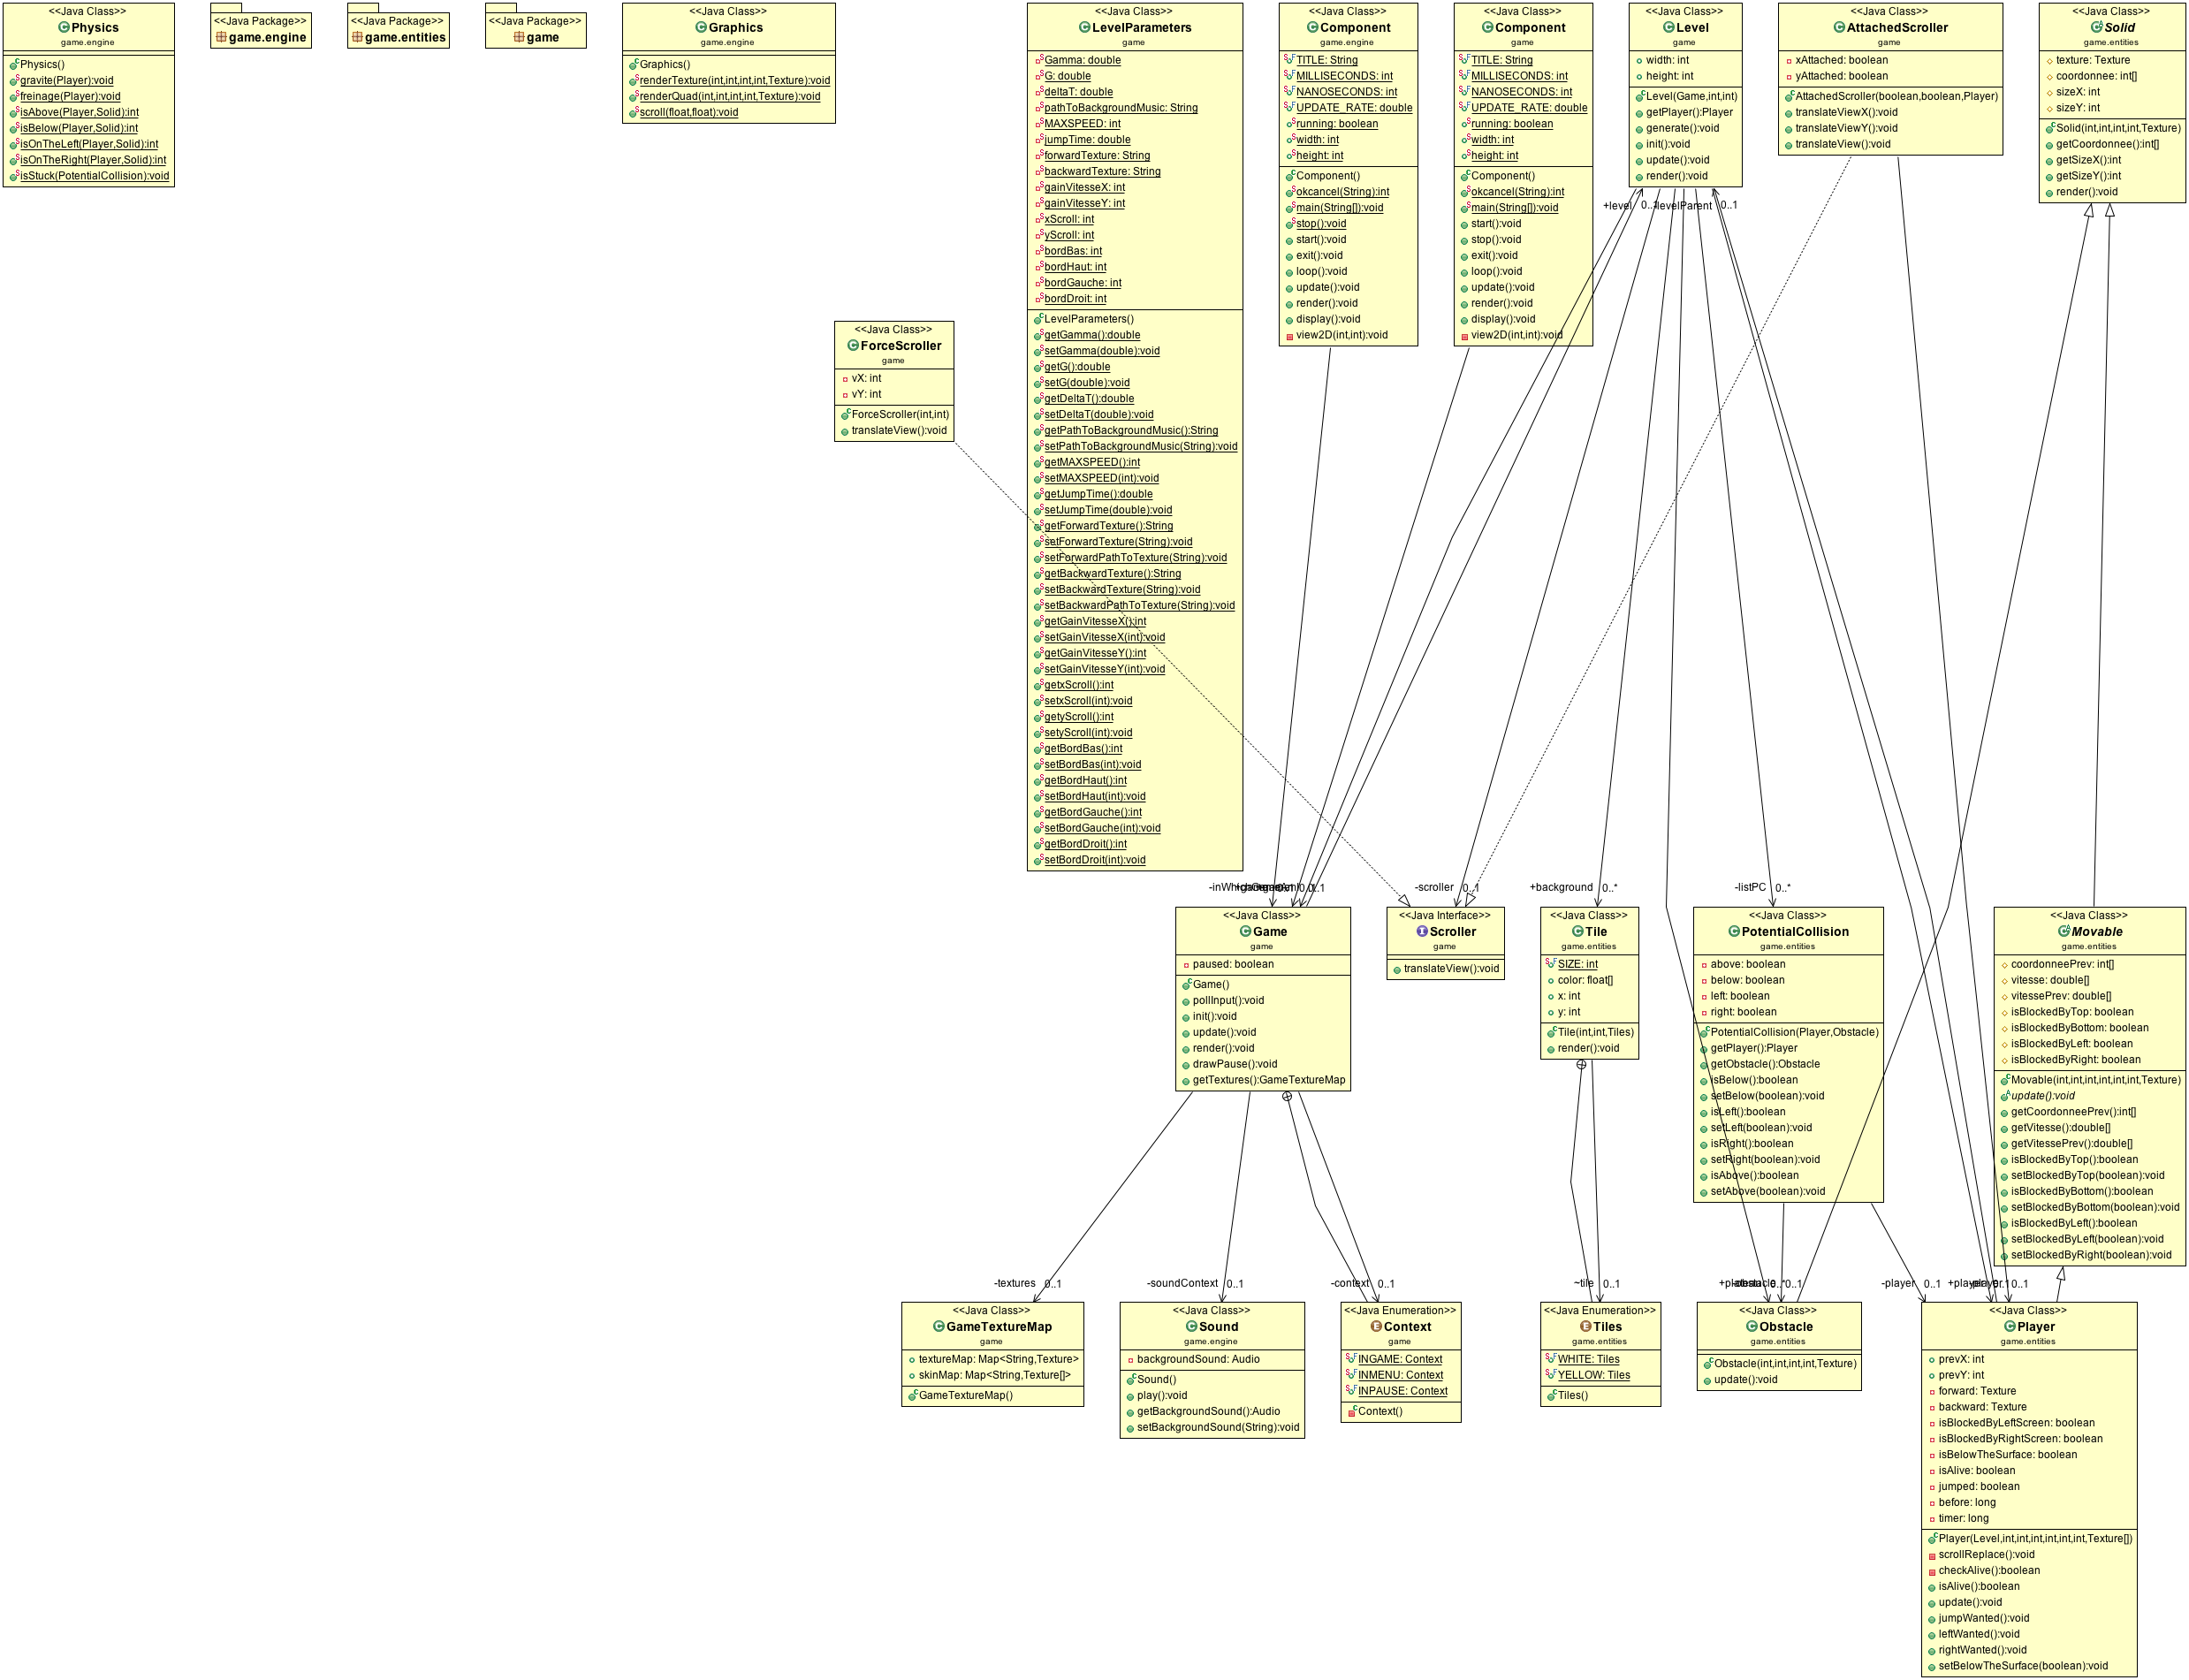 <<Java Class>>
Physics
game.engine
Physics()
gravite(Player):void
freinage(Player):void
isAbove(Player,Solid):int
isBelow(Player,Solid):int
isOnTheLeft(Player,Solid):int
isOnTheRight(Player,Solid):int
isStuck(PotentialCollision):void
<<Java Package>>
game.engine
<<Java Package>>
game.entities
<<Java Package>>
game
<<Java Class>>
Graphics
game.engine
Graphics()
renderTexture(int,int,int,int,Texture):void
renderQuad(int,int,int,int,Texture):void
scroll(float,float):void
<<Java Class>>
ForceScroller
game
vX: int
vY: int
ForceScroller(int,int)
translateView():void
<<Java Class>>
LevelParameters
game
Gamma: double
G: double
deltaT: double
pathToBackgroundMusic: String
MAXSPEED: int
jumpTime: double
forwardTexture: String
backwardTexture: String
gainVitesseX: int
gainVitesseY: int
xScroll: int
yScroll: int
bordBas: int
bordHaut: int
bordGauche: int
bordDroit: int
LevelParameters()
getGamma():double
setGamma(double):void
getG():double
setG(double):void
getDeltaT():double
setDeltaT(double):void
getPathToBackgroundMusic():String
setPathToBackgroundMusic(String):void
getMAXSPEED():int
setMAXSPEED(int):void
getJumpTime():double
setJumpTime(double):void
getForwardTexture():String
setForwardTexture(String):void
setForwardPathToTexture(String):void
getBackwardTexture():String
setBackwardTexture(String):void
setBackwardPathToTexture(String):void
getGainVitesseX():int
setGainVitesseX(int):void
getGainVitesseY():int
setGainVitesseY(int):void
getxScroll():int
setxScroll(int):void
getyScroll():int
setyScroll(int):void
getBordBas():int
setBordBas(int):void
getBordHaut():int
setBordHaut(int):void
getBordGauche():int
setBordGauche(int):void
getBordDroit():int
setBordDroit(int):void
<<Java Class>>
Component
game.engine
TITLE: String
MILLISECONDS: int
NANOSECONDS: int
UPDATE_RATE: double
running: boolean
width: int
height: int
Component()
okcancel(String):int
main(String[]):void
stop():void
start():void
exit():void
loop():void
update():void
render():void
display():void
view2D(int,int):void
<<Java Class>>
Component
game
TITLE: String
MILLISECONDS: int
NANOSECONDS: int
UPDATE_RATE: double
running: boolean
width: int
height: int
Component()
okcancel(String):int
main(String[]):void
start():void
stop():void
exit():void
loop():void
update():void
render():void
display():void
view2D(int,int):void
<<Java Class>>
Level
game
width: int
height: int
Level(Game,int,int)
getPlayer():Player
generate():void
init():void
update():void
render():void
+level 0..1
-levelParent 0..1
<<Java Class>>
AttachedScroller
game
xAttached: boolean
yAttached: boolean
AttachedScroller(boolean,boolean,Player)
translateViewX():void
translateViewY():void
translateView():void
<<Java Class>>
Solid
game.entities
texture: Texture
coordonnee: int[]
sizeX: int
sizeY: int
Solid(int,int,int,int,Texture)
getCoordonnee():int[]
getSizeX():int
getSizeY():int
render():void
-scroller 0..1
+background 0..*
-listPC 0..*
<<Java Class>>
Game
game
paused: boolean
Game()
pollInput():void
init():void
update():void
render():void
drawPause():void
getTextures():GameTextureMap
<<Java Interface>>
Scroller
game
translateView():void
<<Java Class>>
Tile
game.entities
SIZE: int
color: float[]
x: int
y: int
Tile(int,int,Tiles)
render():void
<<Java Class>>
PotentialCollision
game.entities
above: boolean
below: boolean
left: boolean
right: boolean
PotentialCollision(Player,Obstacle)
getPlayer():Player
getObstacle():Obstacle
isBelow():boolean
setBelow(boolean):void
isLeft():boolean
setLeft(boolean):void
isRight():boolean
setRight(boolean):void
isAbove():boolean
setAbove(boolean):void
<<Java Class>>
Movable
game.entities
coordonneePrev: int[]
vitesse: double[]
vitessePrev: double[]
isBlockedByTop: boolean
isBlockedByBottom: boolean
isBlockedByLeft: boolean
isBlockedByRight: boolean
Movable(int,int,int,int,int,int,Texture)
update():void
getCoordonneePrev():int[]
getVitesse():double[]
getVitessePrev():double[]
isBlockedByTop():boolean
setBlockedByTop(boolean):void
isBlockedByBottom():boolean
setBlockedByBottom(boolean):void
isBlockedByLeft():boolean
setBlockedByLeft(boolean):void
setBlockedByRight(boolean):void
-textures 0..1
-soundContext 0..1
-context 0..1
~tile 0..1
-player 0..1
<<Java Class>>
GameTextureMap
game
textureMap: Map<String,Texture>
skinMap: Map<String,Texture[]>
GameTextureMap()
<<Java Class>>
Sound
game.engine
backgroundSound: Audio
Sound()
play():void
getBackgroundSound():Audio
setBackgroundSound(String):void
<<Java Enumeration>>
Context
game
INGAME: Context
INMENU: Context
INPAUSE: Context
Context()
<<Java Enumeration>>
Tiles
game.entities
WHITE: Tiles
YELLOW: Tiles
Tiles()
<<Java Class>>
Obstacle
game.entities
Obstacle(int,int,int,int,Texture)
update():void
<<Java Class>>
Player
game.entities
prevX: int
prevY: int
forward: Texture
backward: Texture
isBlockedByLeftScreen: boolean
isBlockedByRightScreen: boolean
isBelowTheSurface: boolean
isAlive: boolean
jumped: boolean
before: long
timer: long
Player(Level,int,int,int,int,int,int,Texture[])
scrollReplace():void
checkAlive():boolean
isAlive():boolean
update():void
jumpWanted():void
leftWanted():void
rightWanted():void
setBelowTheSurface(boolean):void